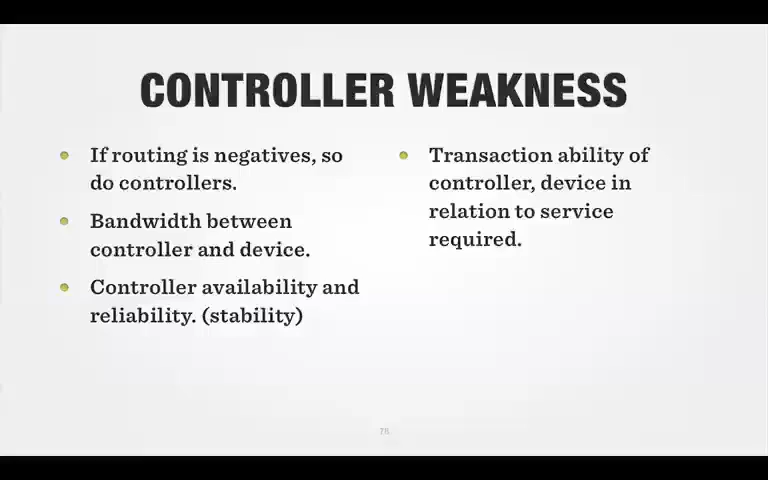 CONTROLLER WEAKNESS
If routing is negatives, so
do controllers.
Bandwidth between
controller and device.
Controller availability and
reliability. (stability)
Transaction ability of
controller, device in
relation to service
required.